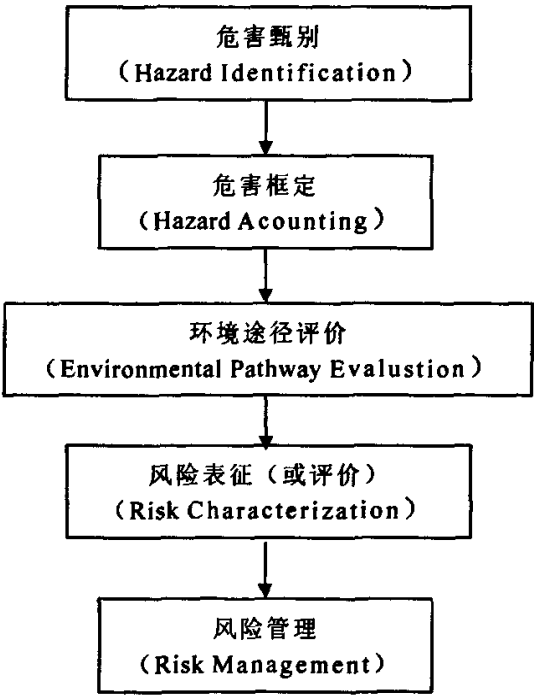 危害甄别
（Hazard Identification）
危害框定
（Hazard Acounting）
环境途径评价
（Environmental Pathway Evalustion）
风险表征（或评价）
（Risk Characterization）
风险管理
（Risk Management）